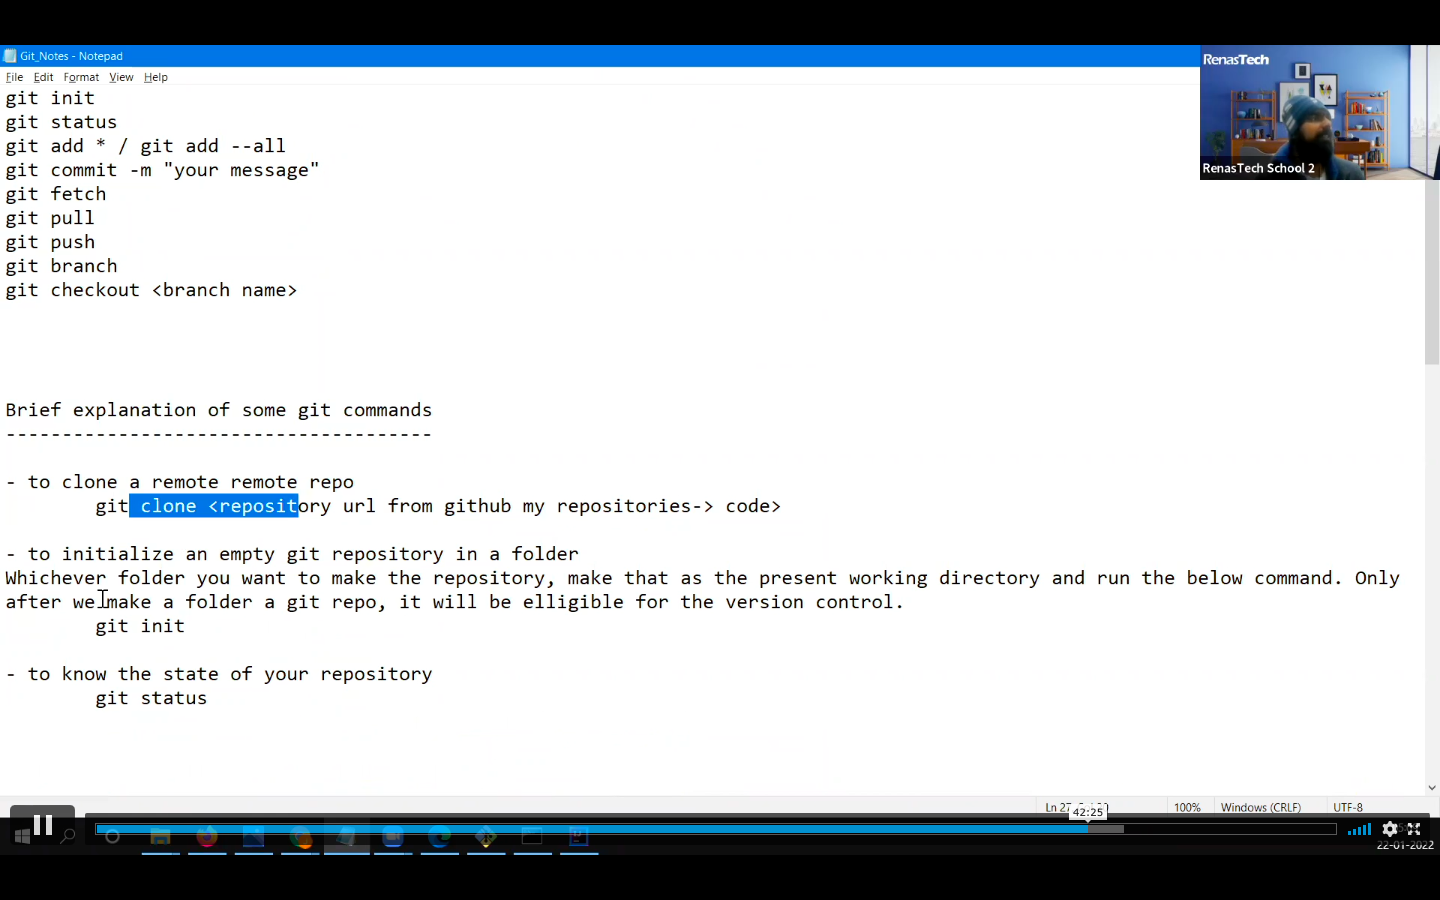 Git_Notes - Notepad
File Edit Format View Help
RenasTech
git init
git status
git add * / git add --all
git commit -m "your message"
RenasTech School 2
git fetch
git pull
git push
git branch
git checkout <branch name>
Brief explanation of some git commands
--------------------------------------
- to clone a remote remote repo
git clone <repository url from github my repositories-> code>
- to initialize an empty git repository in a folder
Whichever folder you want to make the repository, make that as the present working directory and run the below command. Only
after we make a folder a git repo, it will be elligible for the version control.
git init
- to know the state of your repository
git status
100% Windows (CRLF) UTF-8
42:25
22-01-2022